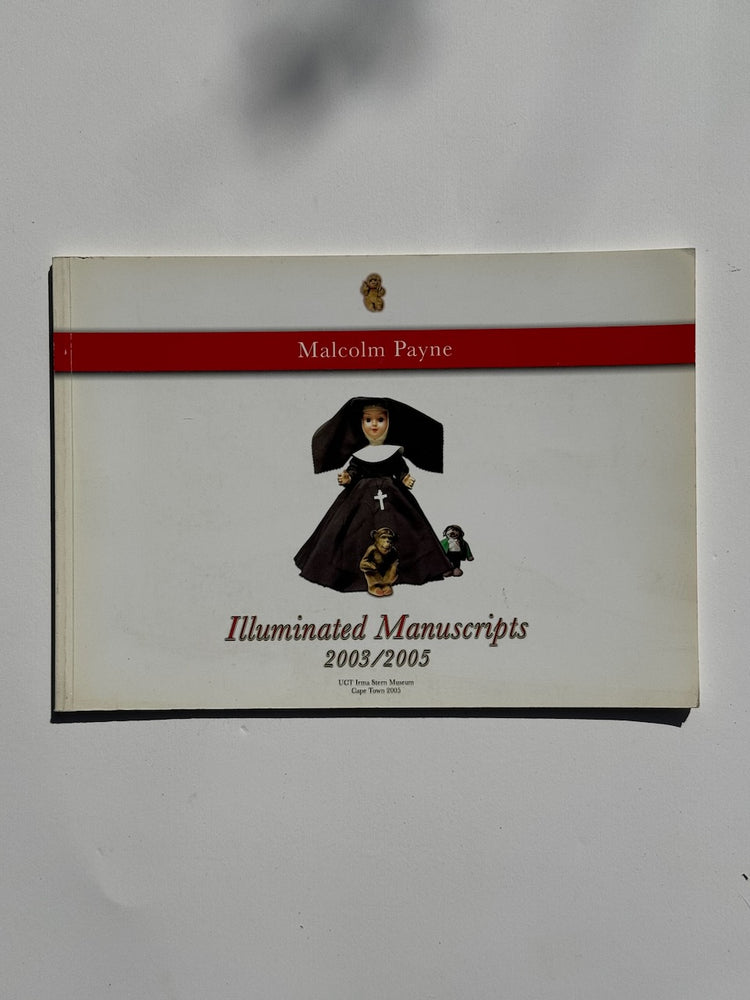 Malcolm Payne
Illuminated Manuscripts
2003/2005
UCT Irma Stern Museum
Cape Town 2005